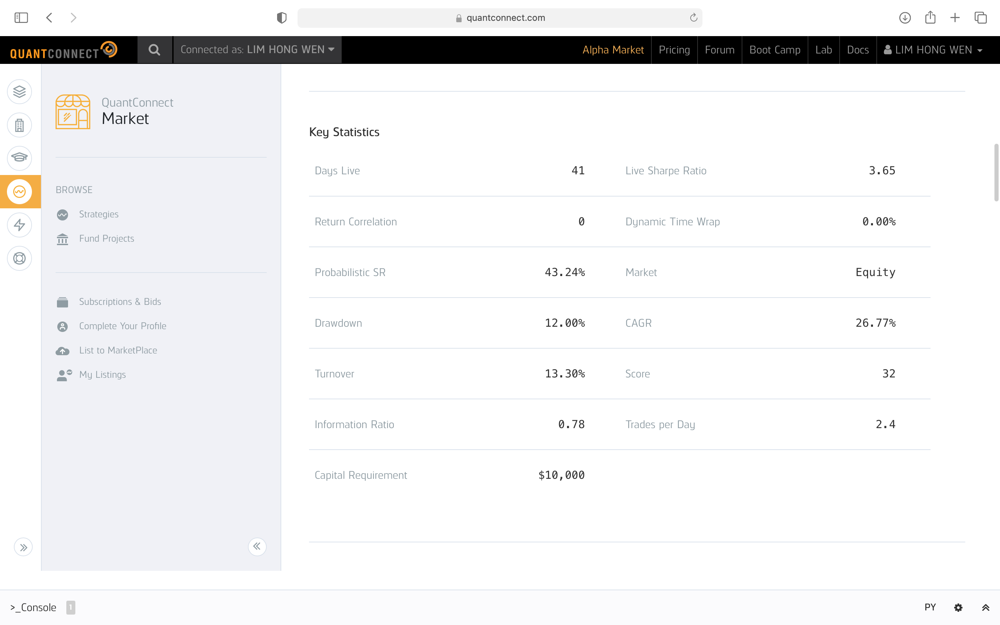 quantconnect.com
QUANTCONNECT
Connected as: LIM HONG WEN
Alpha Market
Pricing
Forum
Boot Camp
Lab
Docs
LIM HONG WEN
QuantConnect
Market
BROWSE
Strategies
Fund Projects
Subscriptions & Bids
Complete Your Profile
List to MarketPlace
My Listings
Key Statistics
Days Live 41 Live Sharpe Ratio 3.65
Return Correlation 0 Dynamic Time Wrap 0.00%
Probabilistic SR 43.24% Market Equity
Drawdown 12.00% CAGR 26.77%
Turnover 13.30% Score 32
Information Ratio 0.78 Trades per Day 2.4
Capital Requirement $10,000
>_Console 1
PY